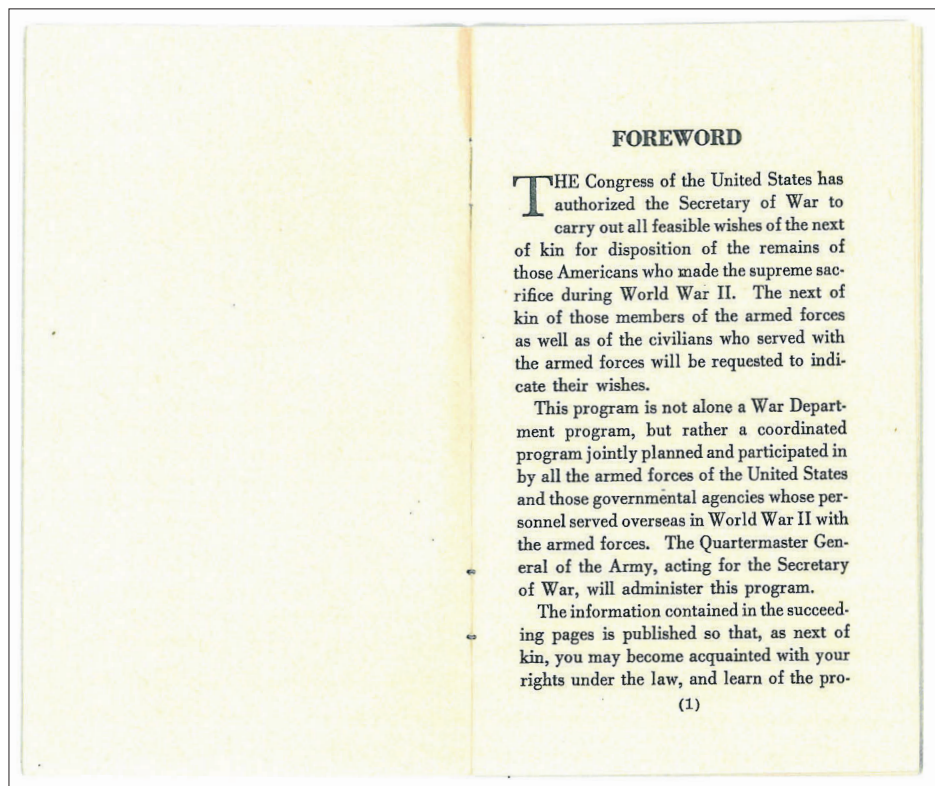 FOREWORD
THE Congress of the United States has
authorized the Secretary of War to
carry out all feasible wishes of the next
of kin for disposition of the remains of
those Americans who made the supreme sac-
rifice during World War II. The next of
kin of those members of the armed forces
as well as of the civilians who served with
the armed forces will be requested to indi-
cate their wishes.
This program is not alone a War Depart-
ment program, but rather a coordinated
program jointly planned and participated in
by all the armed forces of the United States
and those governmental agencies whose per-
sonnel served overseas in World War II with
the armed forces. The Quartermaster Gen-
eral of the Army, acting for the Secretary
of War, will administer this program.
The information contained in the succeed-
ing pages is published so that, as next of
kin, you may become acquainted with your
rights under the law, and learn of the pro-
(1)